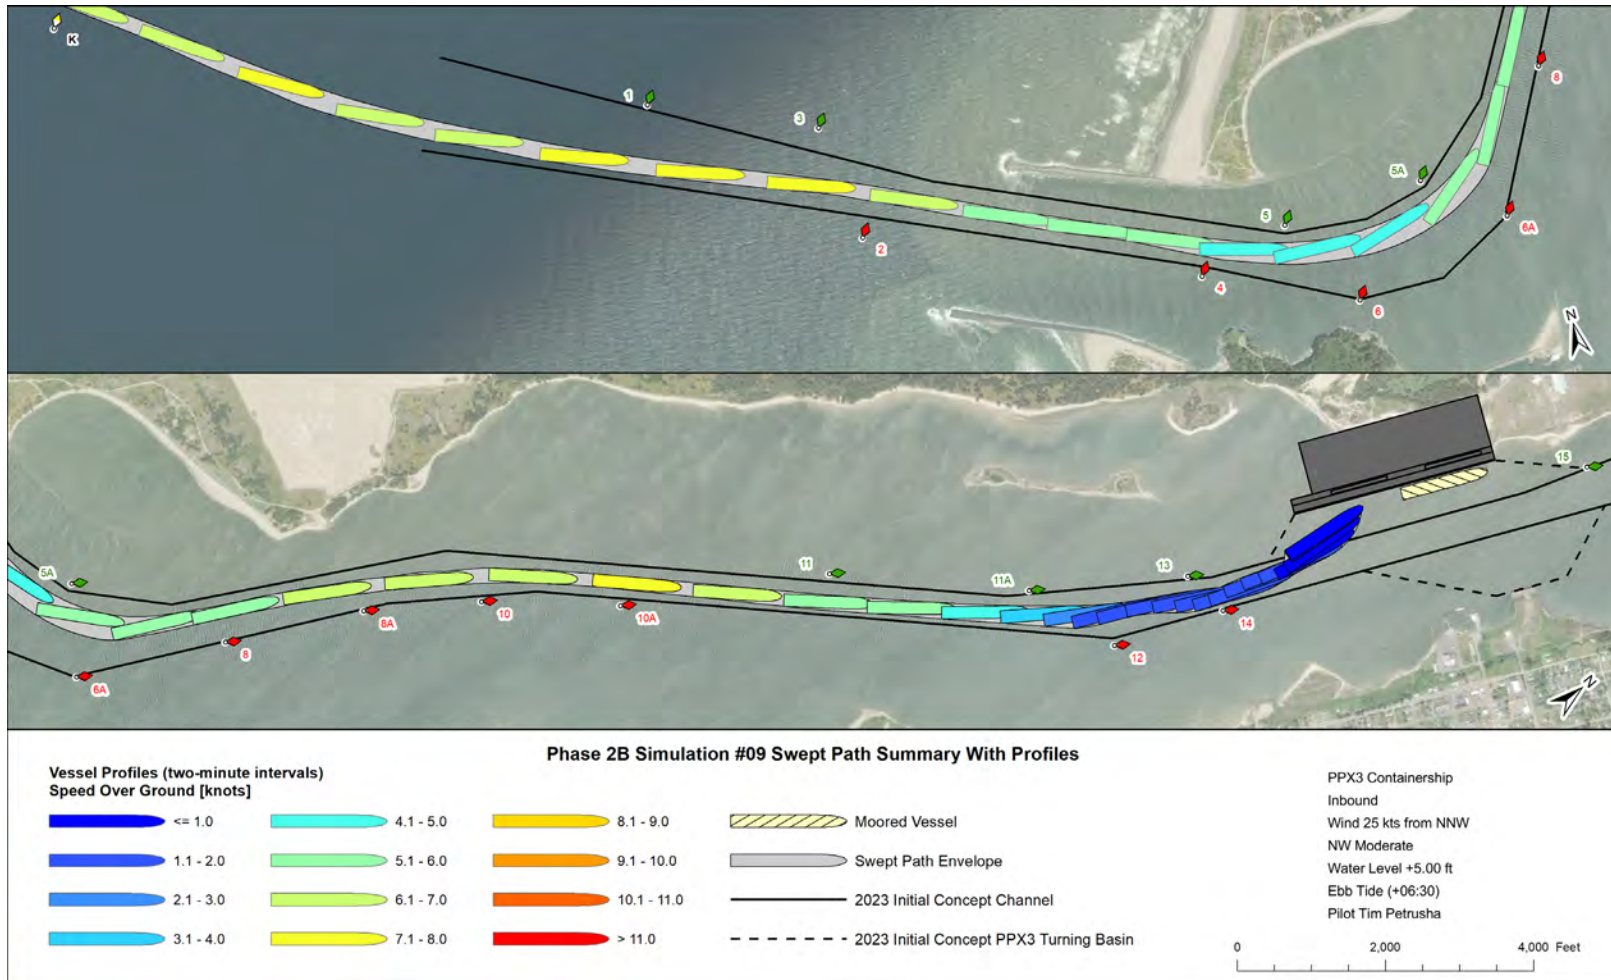 K
1
3
2
5
4
5A
6
6A
8
N
5A
6A
8
8A
10
10A
11
11A
12
13
14
15
N
Phase 2B Simulation #09 Swept Path Summary With Profiles
Vessel Profiles (two-minute intervals)
Speed Over Ground [knots]
<= 1.0
1.1 - 2.0
2.1 - 3.0
3.1 - 4.0
4.1 - 5.0
5.1 - 6.0
6.1 - 7.0
7.1 - 8.0
8.1 - 9.0
9.1 - 10.0
10.1 - 11.0
> 11.0
Moored Vessel
Swept Path Envelope
2023 Initial Concept Channel
2023 Initial Concept PPX3 Turning Basin
PPX3 Containership
Inbound
Wind 25 kts from NNW
NW Moderate
Water Level +5.00 ft
Ebb Tide (+06:30)
Pilot Tim Petrusha
0 2,000 4,000 Feet